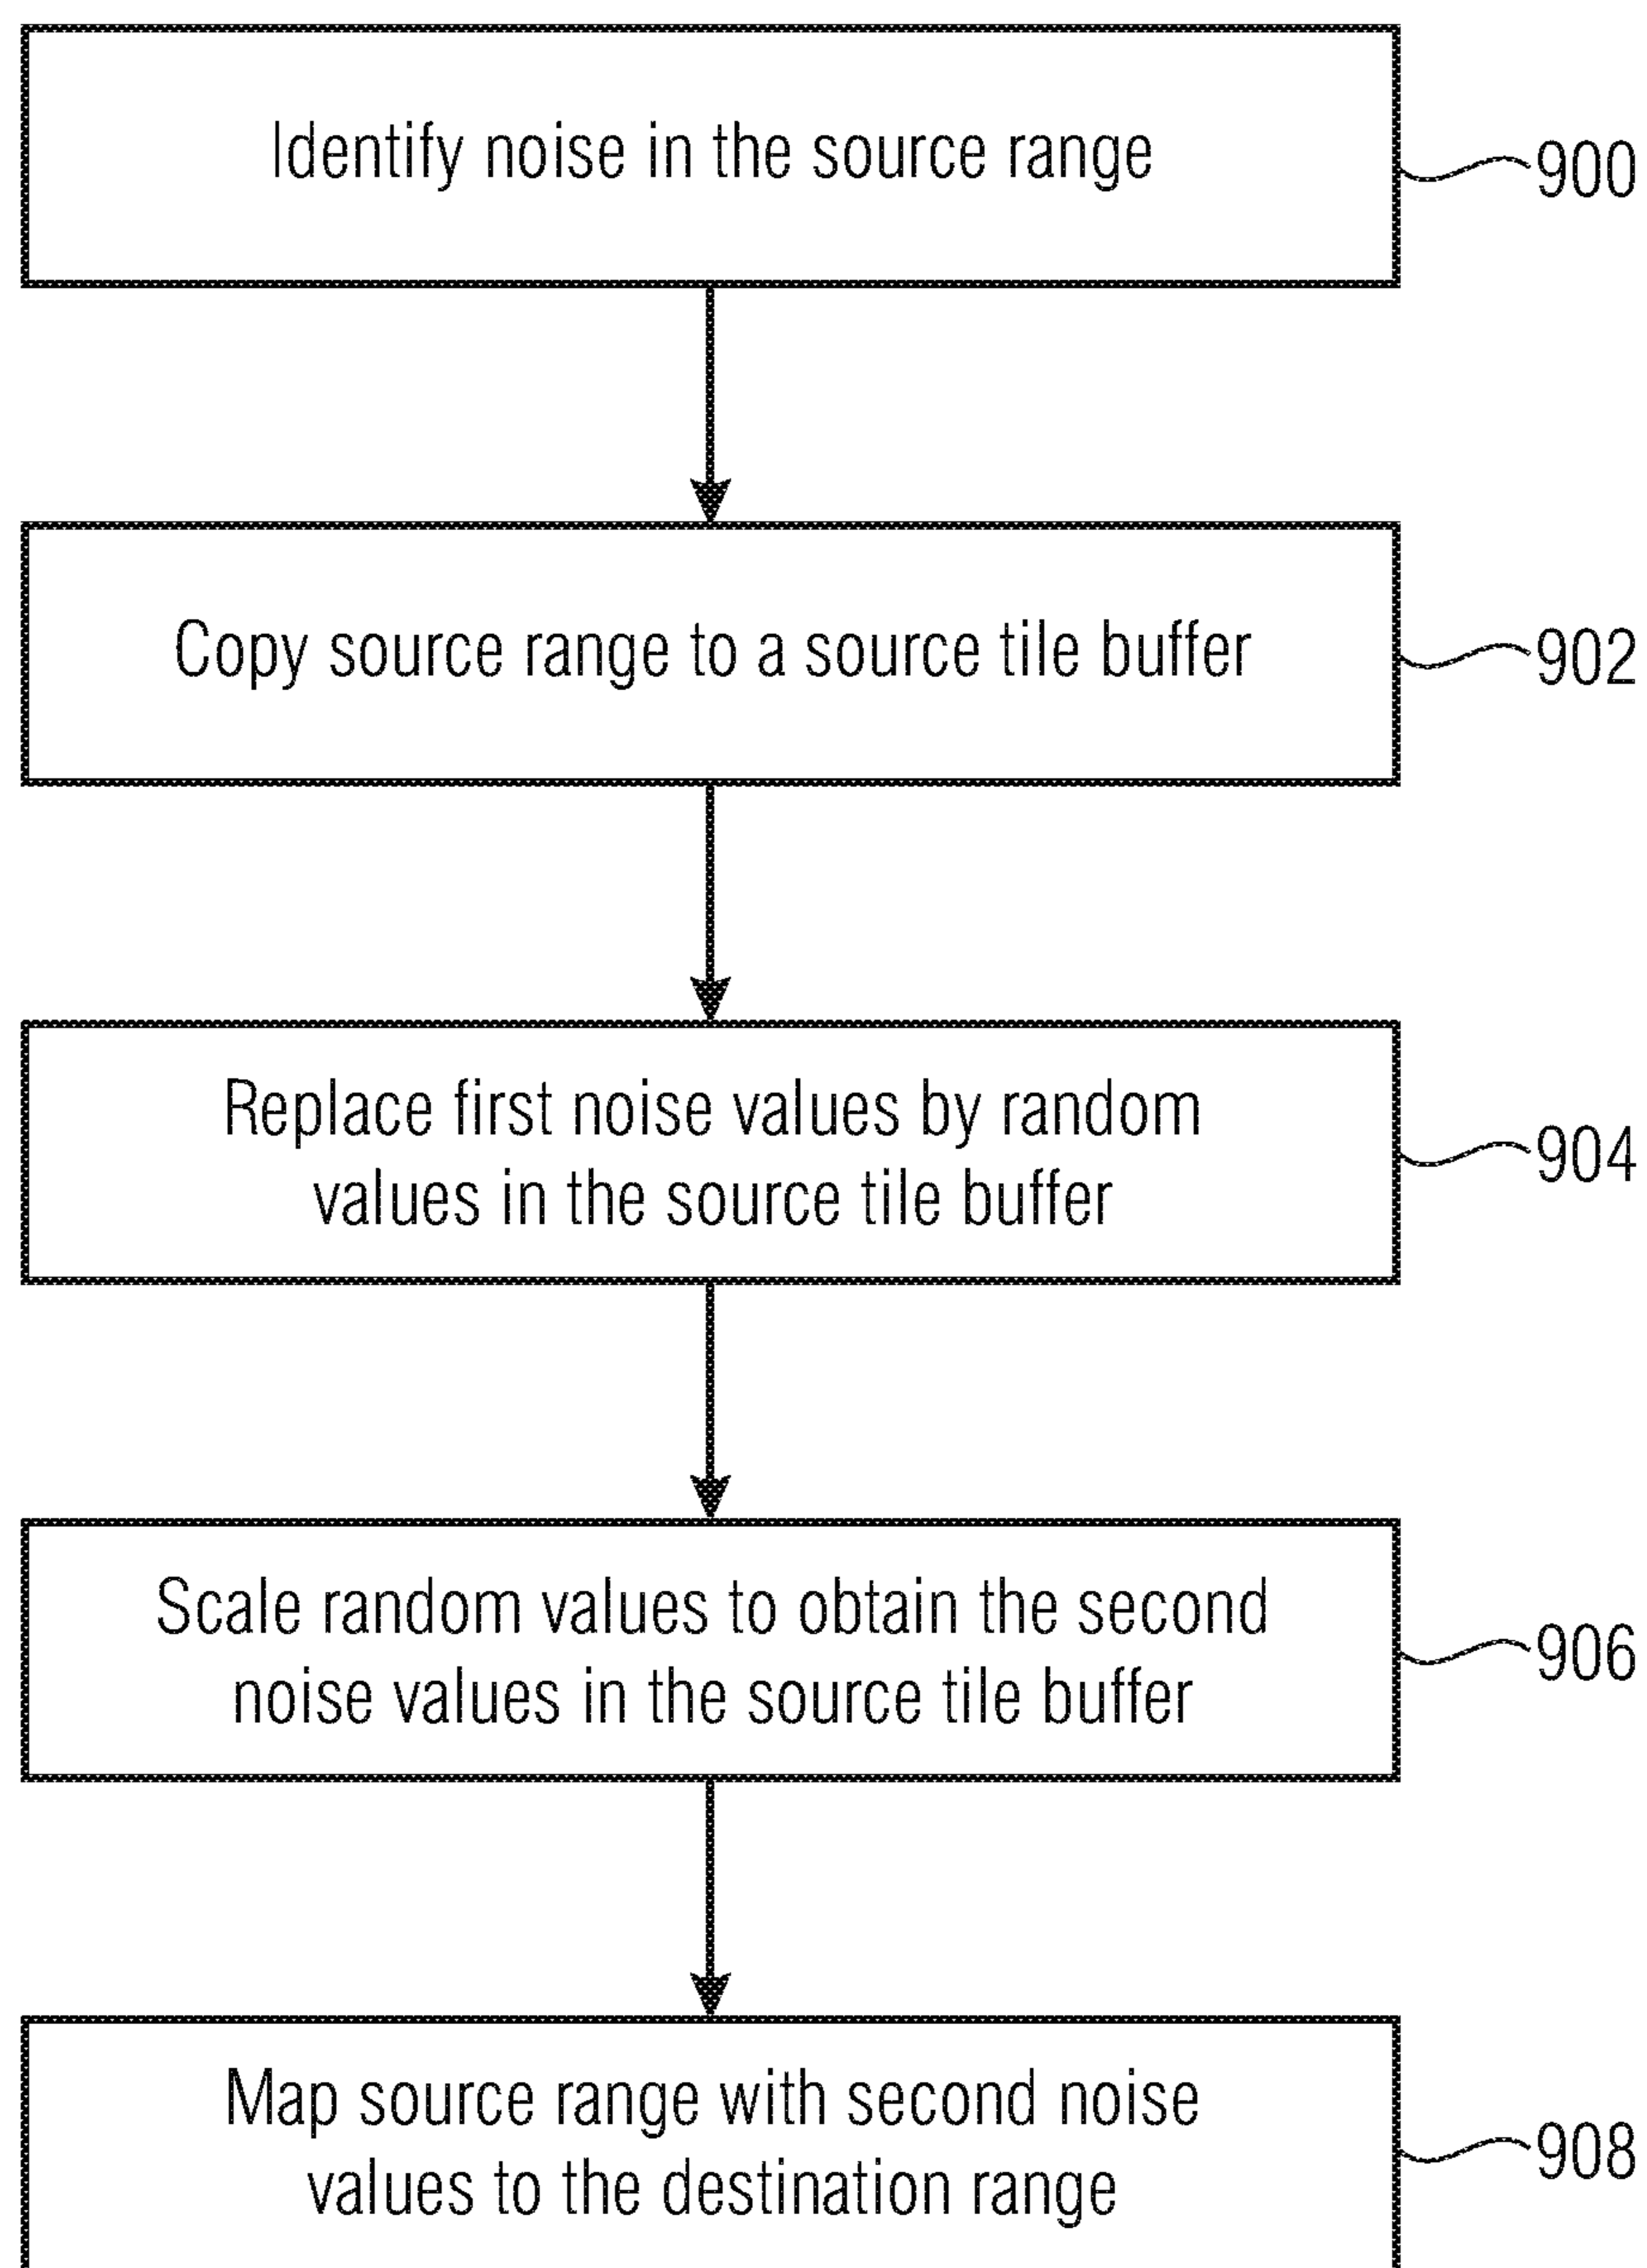 Identify noise in the source range
900
Copy source range to a source tile buffer
902
Replace first noise values by random
values in the source tile buffer
904
Scale random values to obtain the second
noise values in the source tile buffer
906
Map source range with second noise
values to the destination range
908